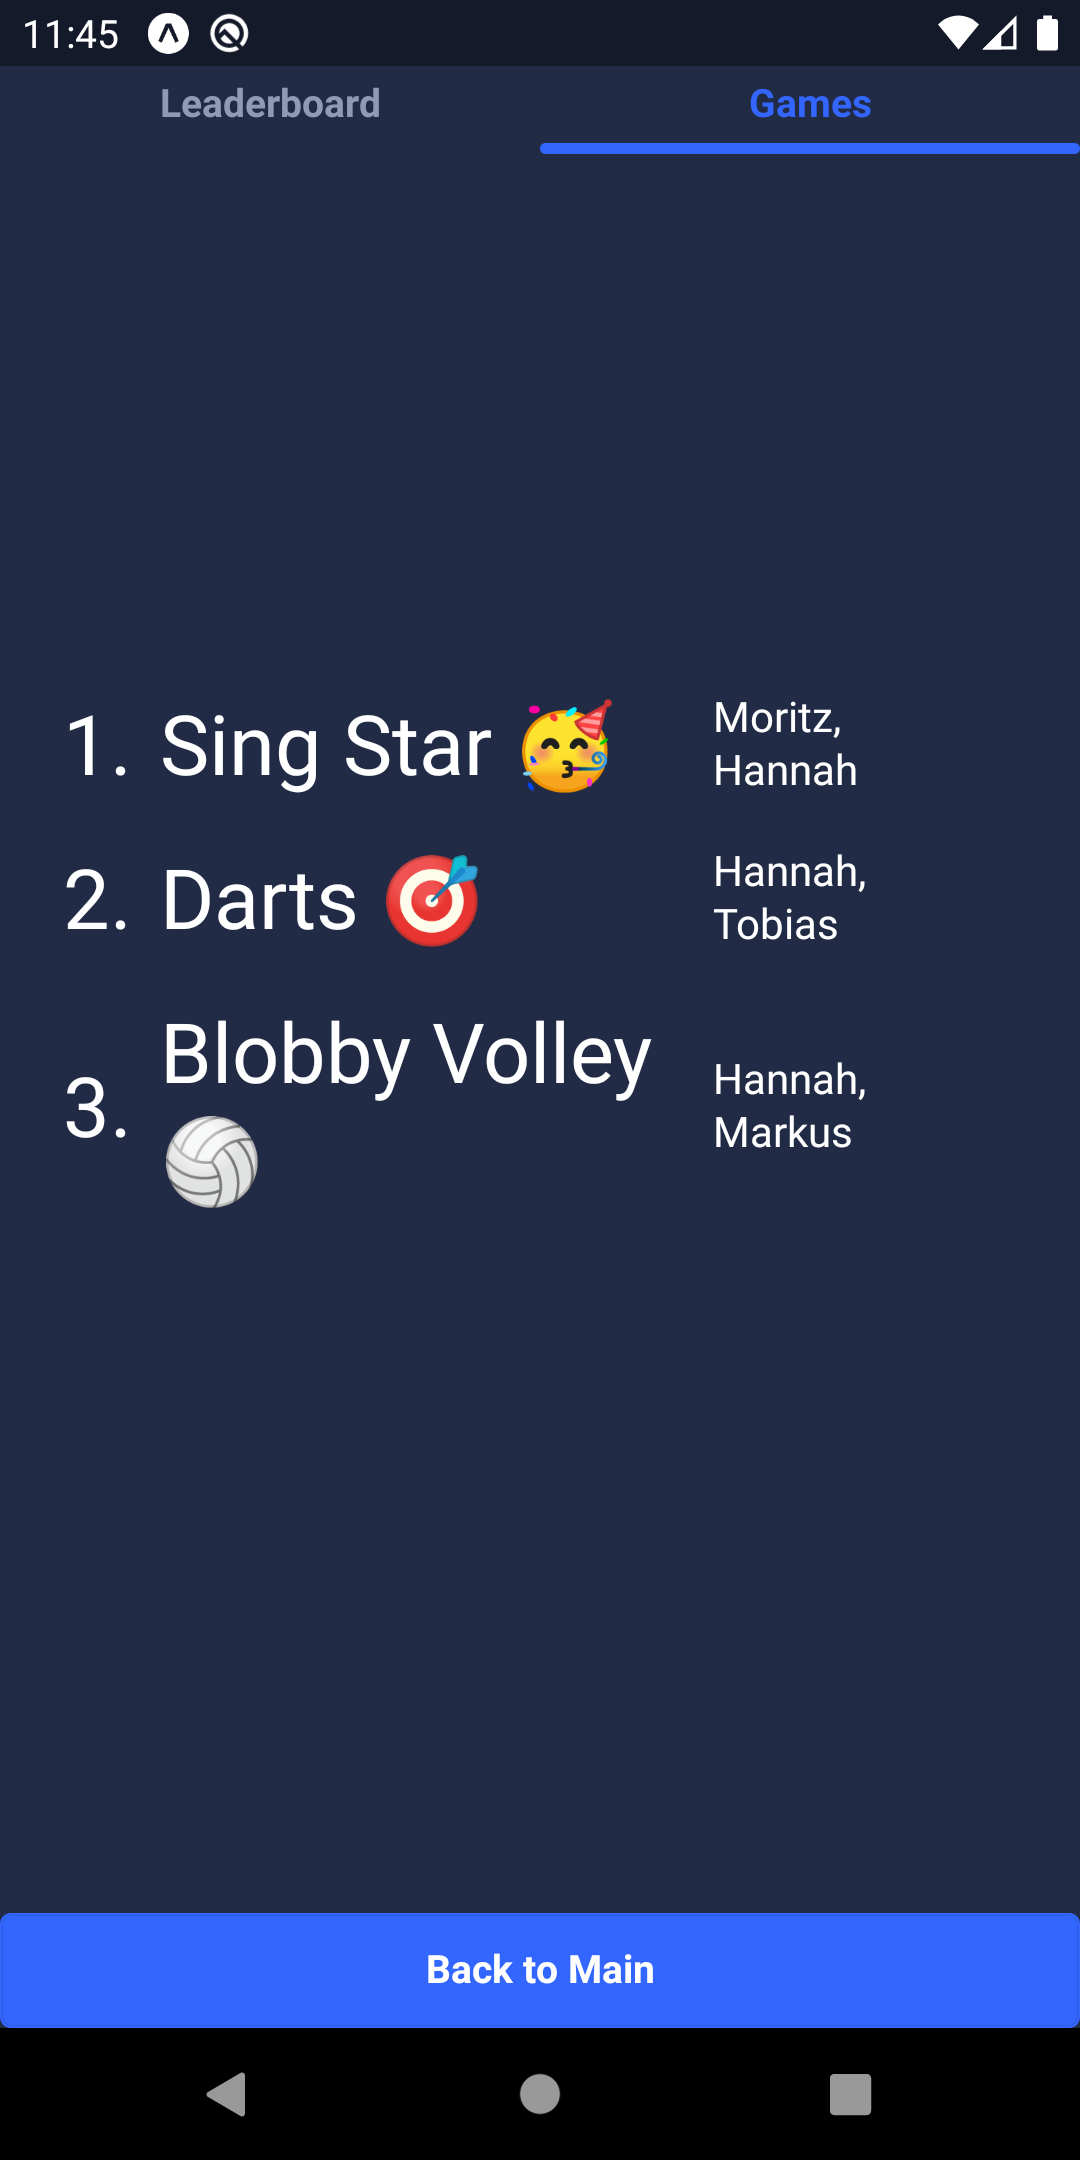 11:45
Leaderboard
Games
1. Sing Star 🥳
Moritz,
Hannah
2. Darts 🎯
Hannah,
Tobias
3. Blobby Volley
🏐
Hannah,
Markus
Back to Main